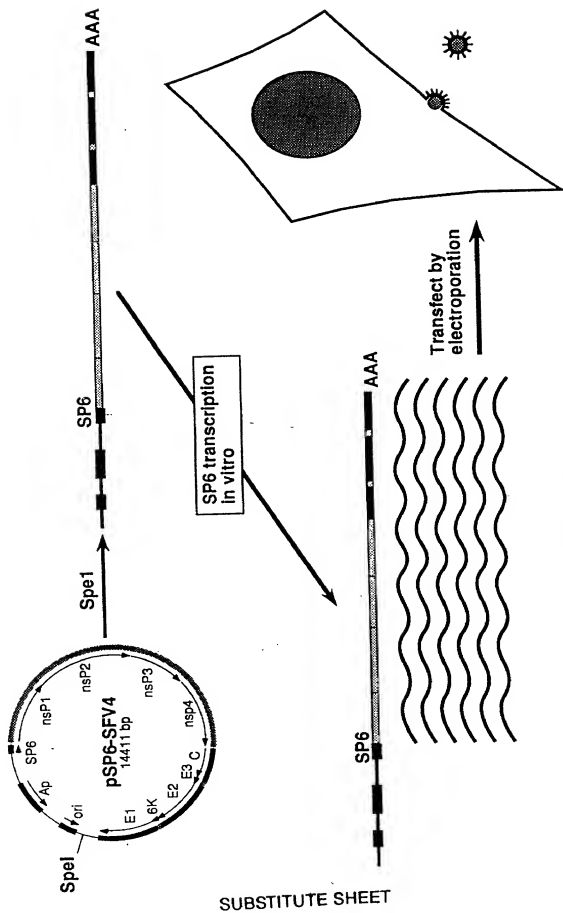 SpeI
pSP6-SFV4
14411 bp
SP6
nsP1
nsP2
nsP3
nsp4
C
E3
E2
6K
E1
ori
Ap
Spe1
SP6
AAA
SP6 transcription
in vitro
SP6
AAA
Transfect by
electroporation
SUBSTITUTE SHEET